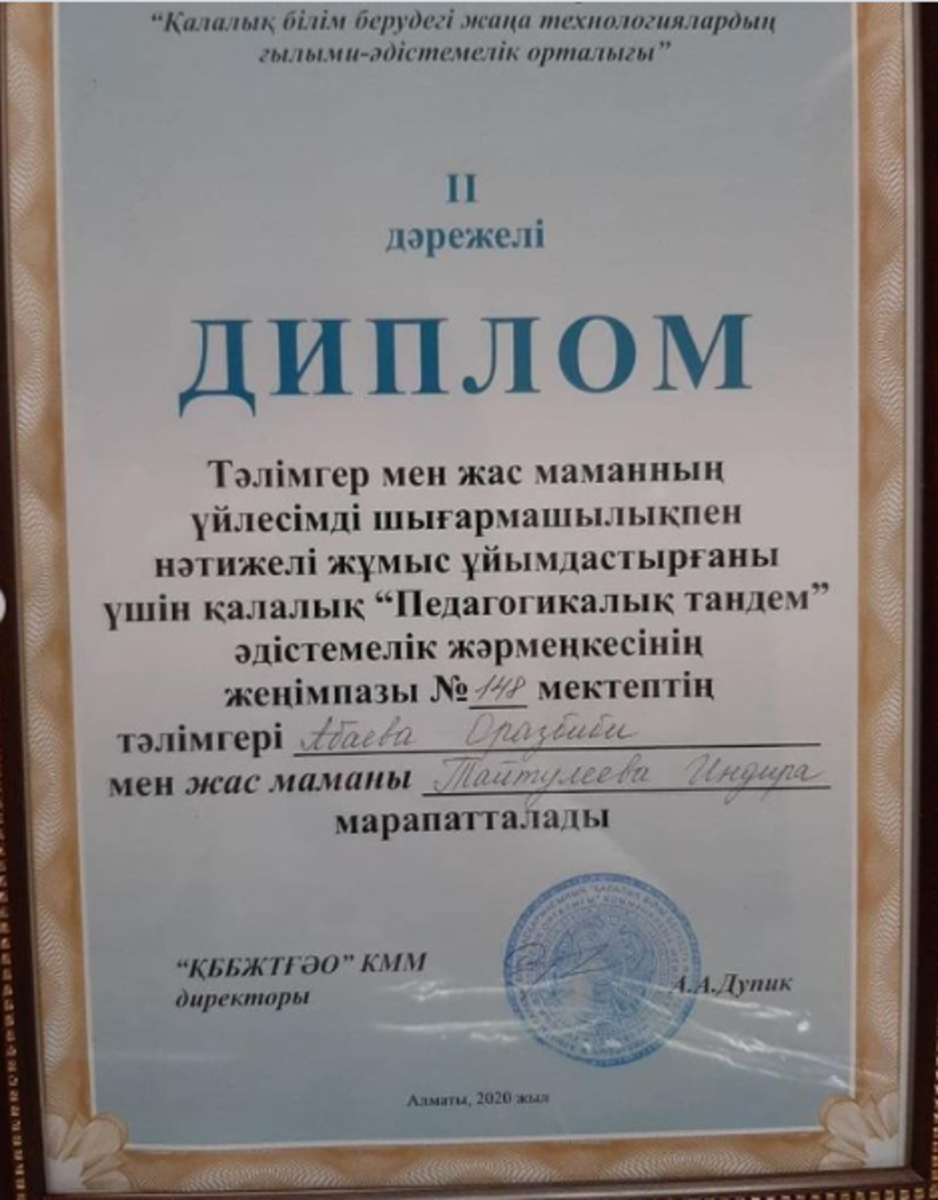 “Қалалық білім берудегі жаңа технологиялардың
ғылыми-әдістемелік орталығы”
II
дәрежелі
ДИПЛОМ
Тәлімгер мен жас маманның
үйлесімді шығармашылықпен
нәтижелі жұмыс ұйымдастырғаны
үшін қалалық “Педагогикалық тандем”
әдістемелік жәрмеңкесінің
жеңімпазы №148 мектептің
тәлімгері Абаева Оразбиби
мен жас маманы Тайтулеева Индира
марапатталады
“ҚББЖТҒӘО” КММ
директоры
А.А.Дупик
Алматы, 2020 жыл